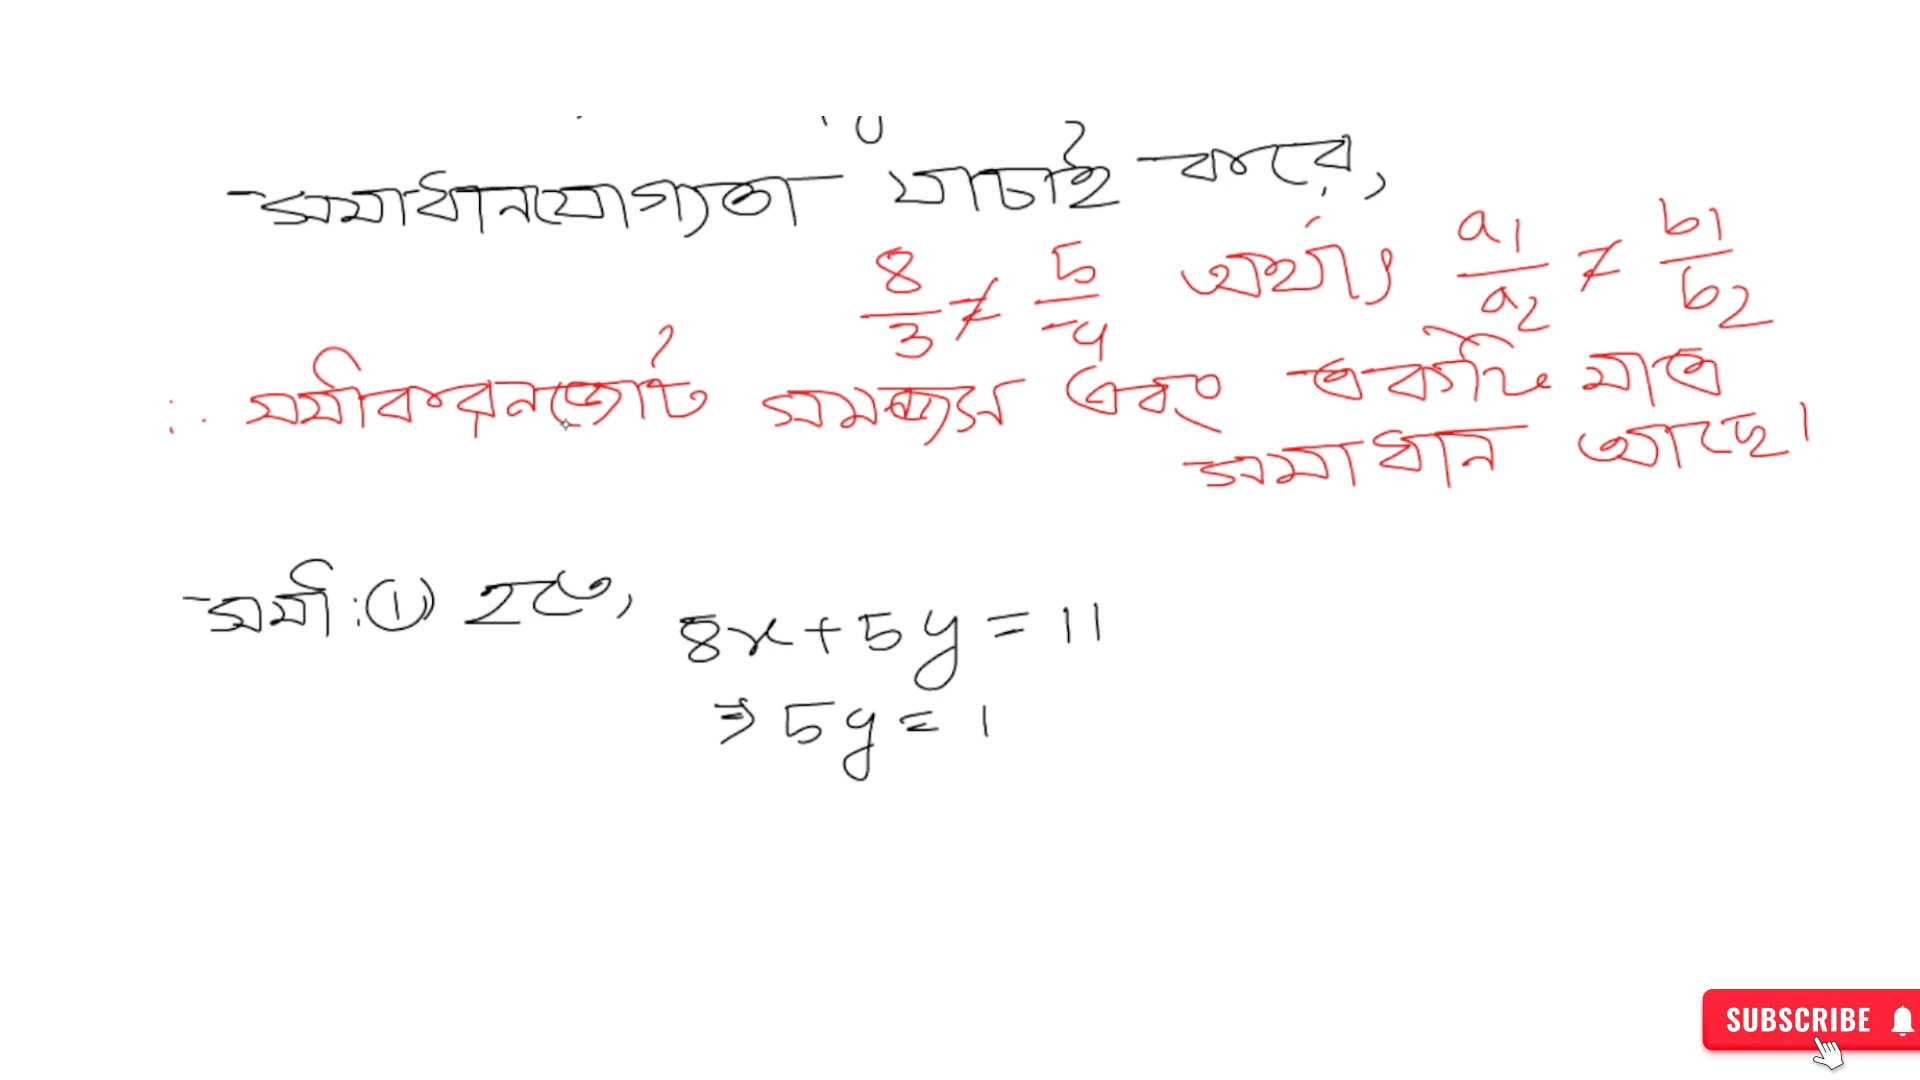 সমাধানযোগ্যতা যাচাই করে,
8/3 ≠ 5/-4 অর্থাৎ a1/a2 ≠ b1/b2
∴ সমীকরনজোট সমঞ্জস এবং একটি মাত্র
সমাধান আছে।
সমী:① হতে, 8x+5y=11
⇒ 5y = 1
SUBSCRIBE